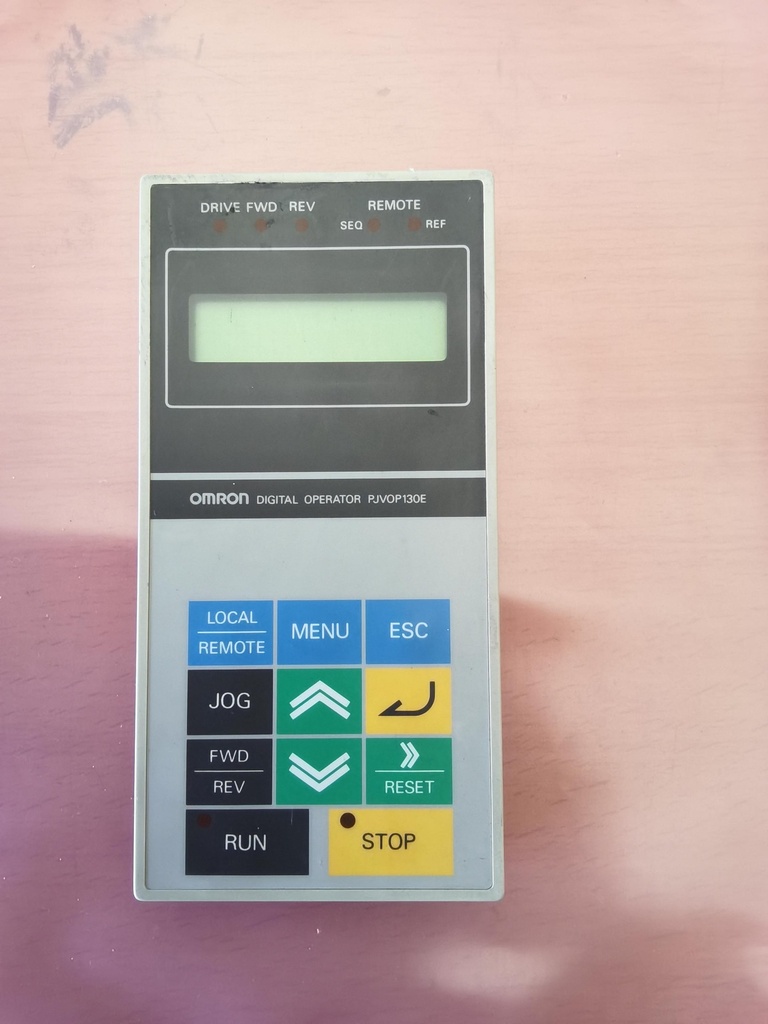 DRIVE FWD REV REMOTE
SEQ REF
OMRON DIGITAL OPERATOR PJVOP130E
LOCAL MENU ESC
REMOTE
JOG
FWD
REV RESET
RUN STOP